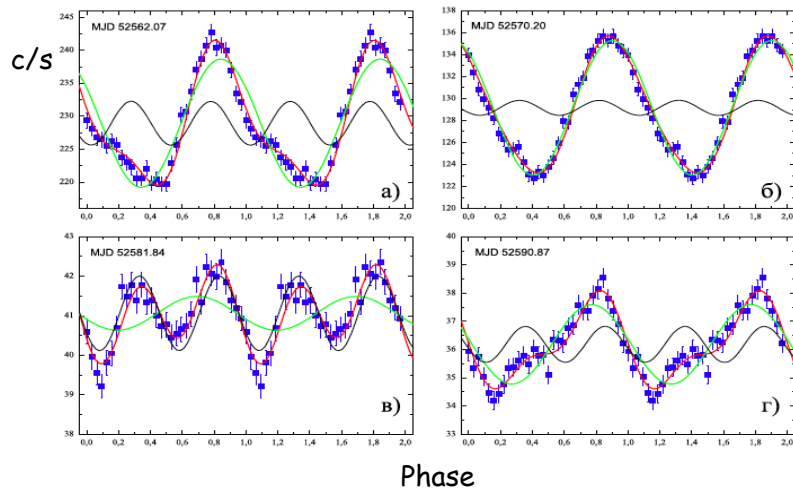 c/s
MJD 52562.07
245
240
235
230
225
220
а)
0,0 0,2 0,4 0,6 0,8 1,0 1,2 1,4 1,6 1,8 2,0
MJD 52570.20
138
136
134
132
130
128
126
124
122
120
б)
0,0 0,2 0,4 0,6 0,8 1,0 1,2 1,4 1,6 1,8 2,0
MJD 52581.84
43
42
41
40
39
38
в)
0,0 0,2 0,4 0,6 0,8 1,0 1,2 1,4 1,6 1,8 2,0
MJD 52590.87
40
39
38
37
36
35
34
33
г)
0,0 0,2 0,4 0,6 0,8 1,0 1,2 1,4 1,6 1,8 2,0
Phase